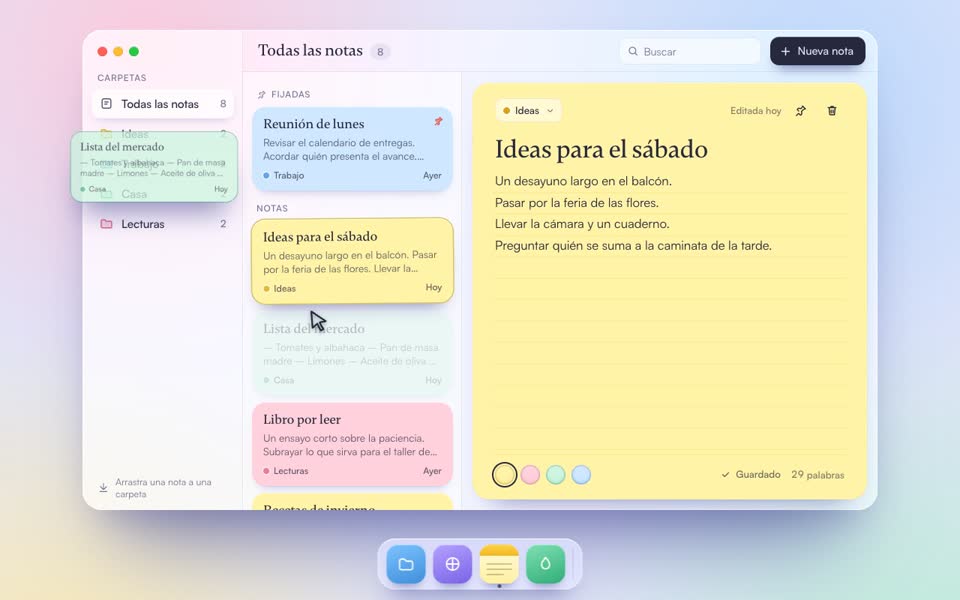 CARPETAS
Todas las notas 8
Ideas
Lista del mercado
— Tomates y albahaca — Pan de masa
madre — Limones — Aceite de oliva ...
Casa Hoy
Trabajo
Casa 2
Lecturas 2
Arrastra una nota a una
carpeta
Todas las notas 8
Buscar
Nueva nota
FIJADAS
Reunión de lunes
Revisar el calendario de entregas.
Acordar quién presenta el avance....
Trabajo Ayer
NOTAS
Ideas para el sábado
Un desayuno largo en el balcón. Pasar
por la feria de las flores. Llevar la...
Ideas Hoy
Lista del mercado
— Tomates y albahaca — Pan de masa
madre — Limones — Aceite de oliva ...
Casa Hoy
Libro por leer
Un ensayo corto sobre la paciencia.
Subrayar lo que sirva para el taller de...
Lecturas Ayer
Recetas de invierno
Ideas
Editada hoy
Ideas para el sábado
Un desayuno largo en el balcón.
Pasar por la feria de las flores.
Llevar la cámara y un cuaderno.
Preguntar quién se suma a la caminata de la tarde.
Guardado 29 palabras